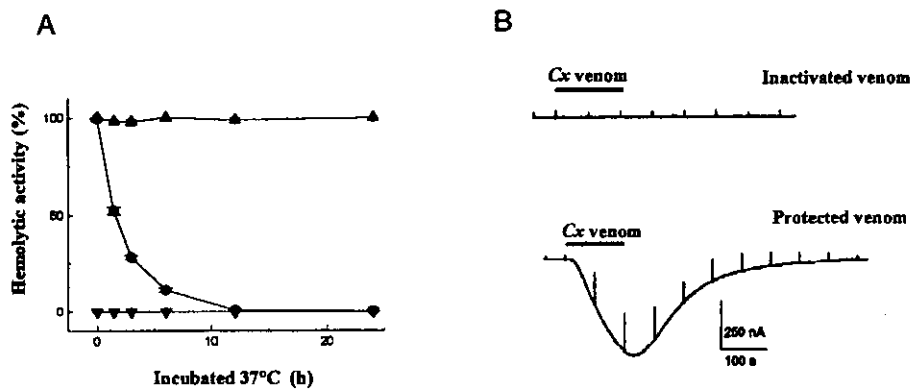 A
Hemolytic activity (%)
100
50
0
0
10
20
Incubated 37°C (h)
B
Cx venom
Inactivated venom
Cx venom
Protected venom
250 nA
100 s